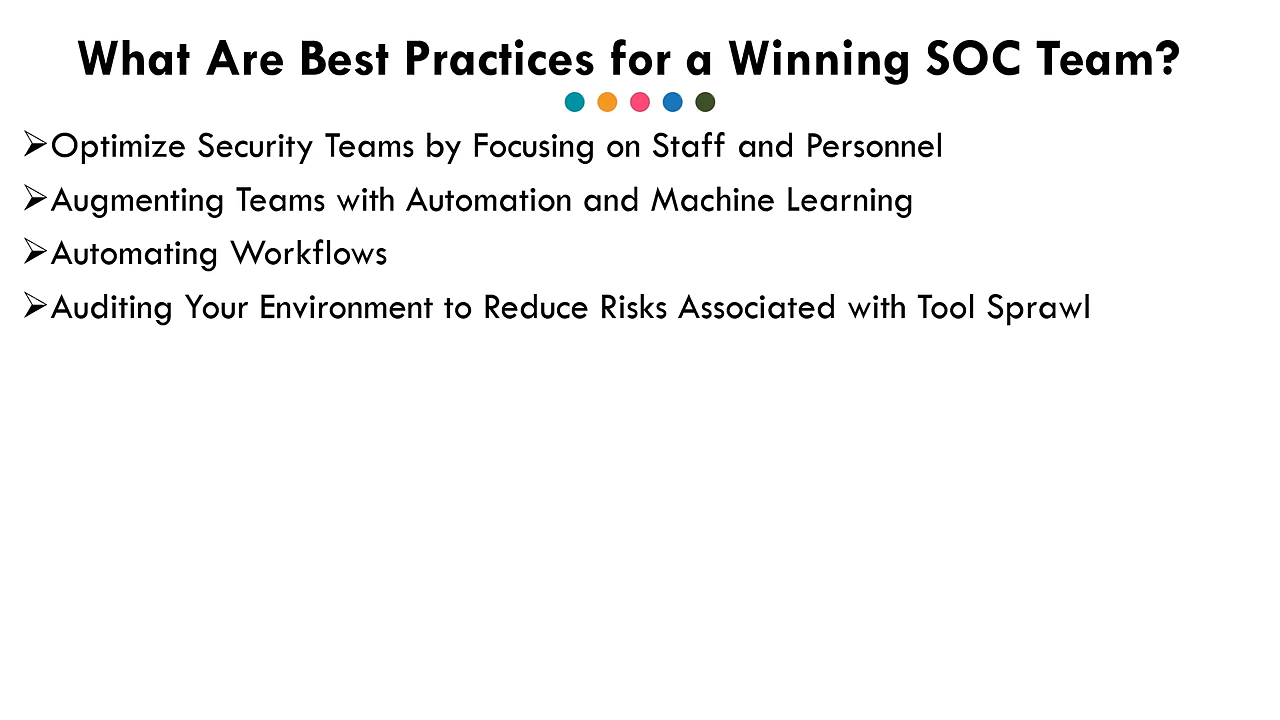 What Are Best Practices for a Winning SOC Team?
➢Optimize Security Teams by Focusing on Staff and Personnel
➢Augmenting Teams with Automation and Machine Learning
➢Automating Workflows
➢Auditing Your Environment to Reduce Risks Associated with Tool Sprawl